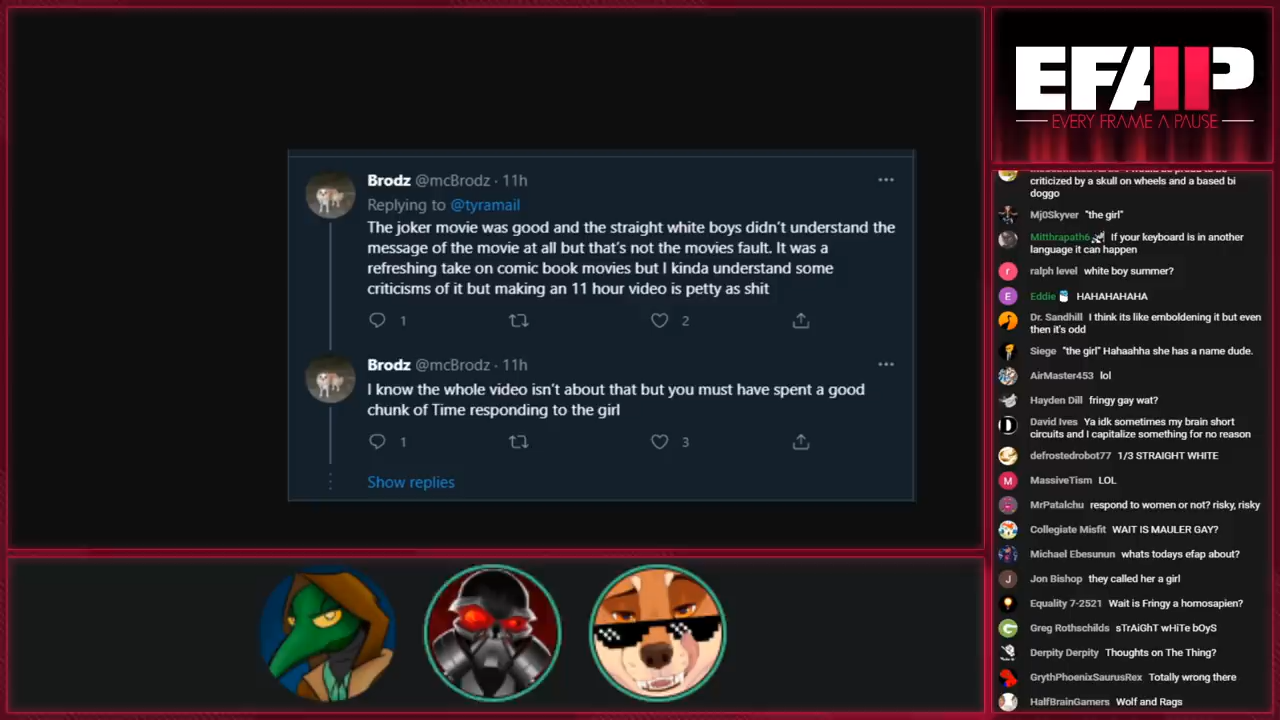 Brodz @mcBrodz · 11h
Replying to @tyramail
The joker movie was good and the straight white boys didn't understand the
message of the movie at all but that's not the movies fault. It was a
refreshing take on comic book movies but I kinda understand some
criticisms of it but making an 11 hour video is petty as shit
1 2
Brodz @mcBrodz · 11h
I know the whole video isn't about that but you must have spent a good
chunk of Time responding to the girl
1 3
Show replies
EFAP
EVERY FRAME A PAUSE
criticized by a skull on wheels and a based bi
doggo
Mj0Skyver "the girl"
Mitthrapath6 If your keyboard is in another
language it can happen
ralph level white boy summer?
Eddie HAHAHAHAHA
Dr. Sandhill I think its like emboldening it but even
then it's odd
Siege "the girl" Hahaahha she has a name dude.
AirMaster453 lol
Hayden Dill fringy gay wat?
David Ives Ya idk sometimes my brain short
circuits and I capitalize something for no reason
defrostedrobot77 1/3 STRAIGHT WHITE
MassiveTism LOL
MrPatalchu respond to women or not? risky, risky
Collegiate Misfit WAIT IS MAULER GAY?
Michael Ebesunun whats todays efap about?
Jon Bishop they called her a girl
Equality 7-2521 Wait is Fringy a homosapien?
Greg Rothschilds sTrAiGhT wHiTe bOyS
Derpity Derpity Thoughts on The Thing?
GrythPhoenixSaurusRex Totally wrong there
HalfBrainGamers Wolf and Rags